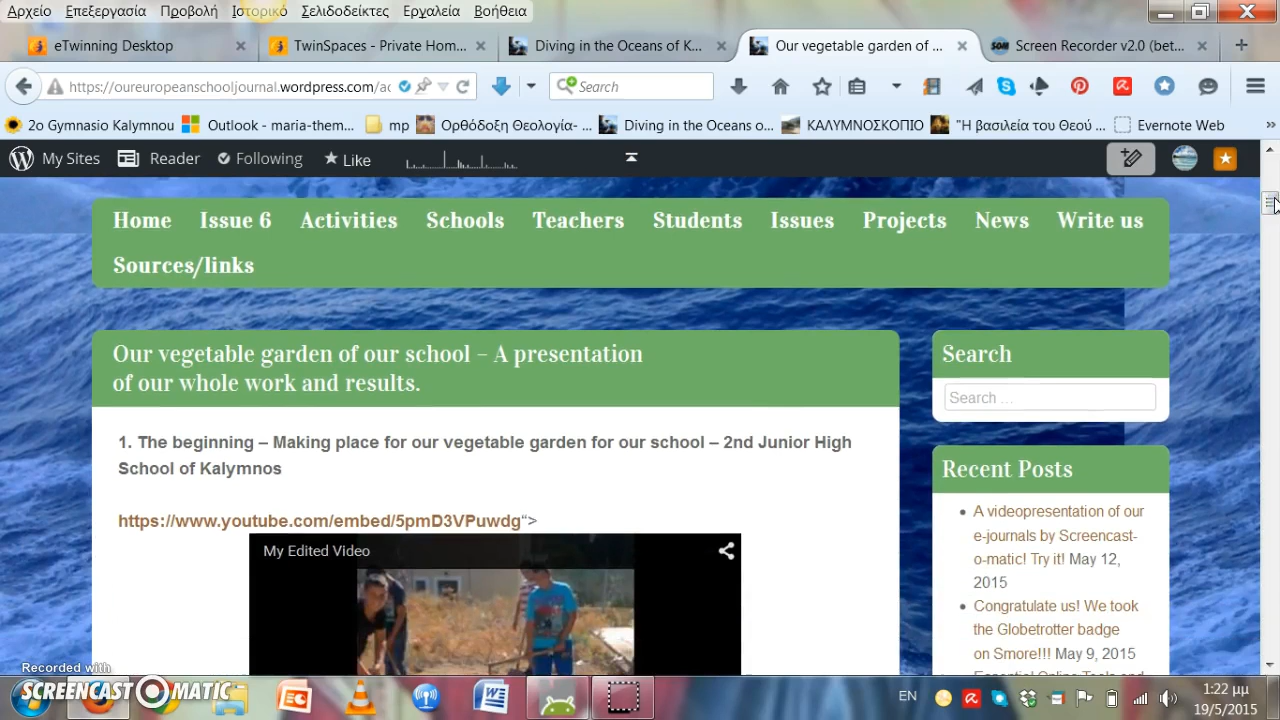 Αρχείο Επεξεργασία Προβολή Ιστορικό Σελιδοδείκτες Εργαλεία Βοήθεια
eTwinning Desktop
TwinSpaces - Private Hom...
Diving in the Oceans of K...
Our vegetable garden of ...
Screen Recorder v2.0 (bet...
https://oureuropeanschooljournal.wordpress.com/ac
Search
2ο Gymnasio Kalymnou
Outlook - maria-them...
mp
Ορθόδοξη Θεολογία- ...
Diving in the Oceans o...
ΚΑΛΥΜΝΟΣΚΟΠΙΟ
"Η βασιλεία του Θεού ...
Evernote Web
»
My Sites Reader Following Like
Home Issue 6 Activities Schools Teachers Students Issues Projects News Write us
Sources/links
Our vegetable garden of our school – A presentation
of our whole work and results.
1. The beginning – Making place for our vegetable garden for our school – 2nd Junior High
School of Kalymnos
https://www.youtube.com/embed/5pmD3VPuwdg“>
My Edited Video
Search
Search ...
Recent Posts
A videopresentation of our
e-journals by Screencast-
o-matic! Try it! May 12,
2015
Congratulate us! We took
the Globetrotter badge
on Smore!!! May 9, 2015
Essential Online Tools and
Recorded with
SCREENCAST O MATIC
EN
1:22 μμ
19/5/2015